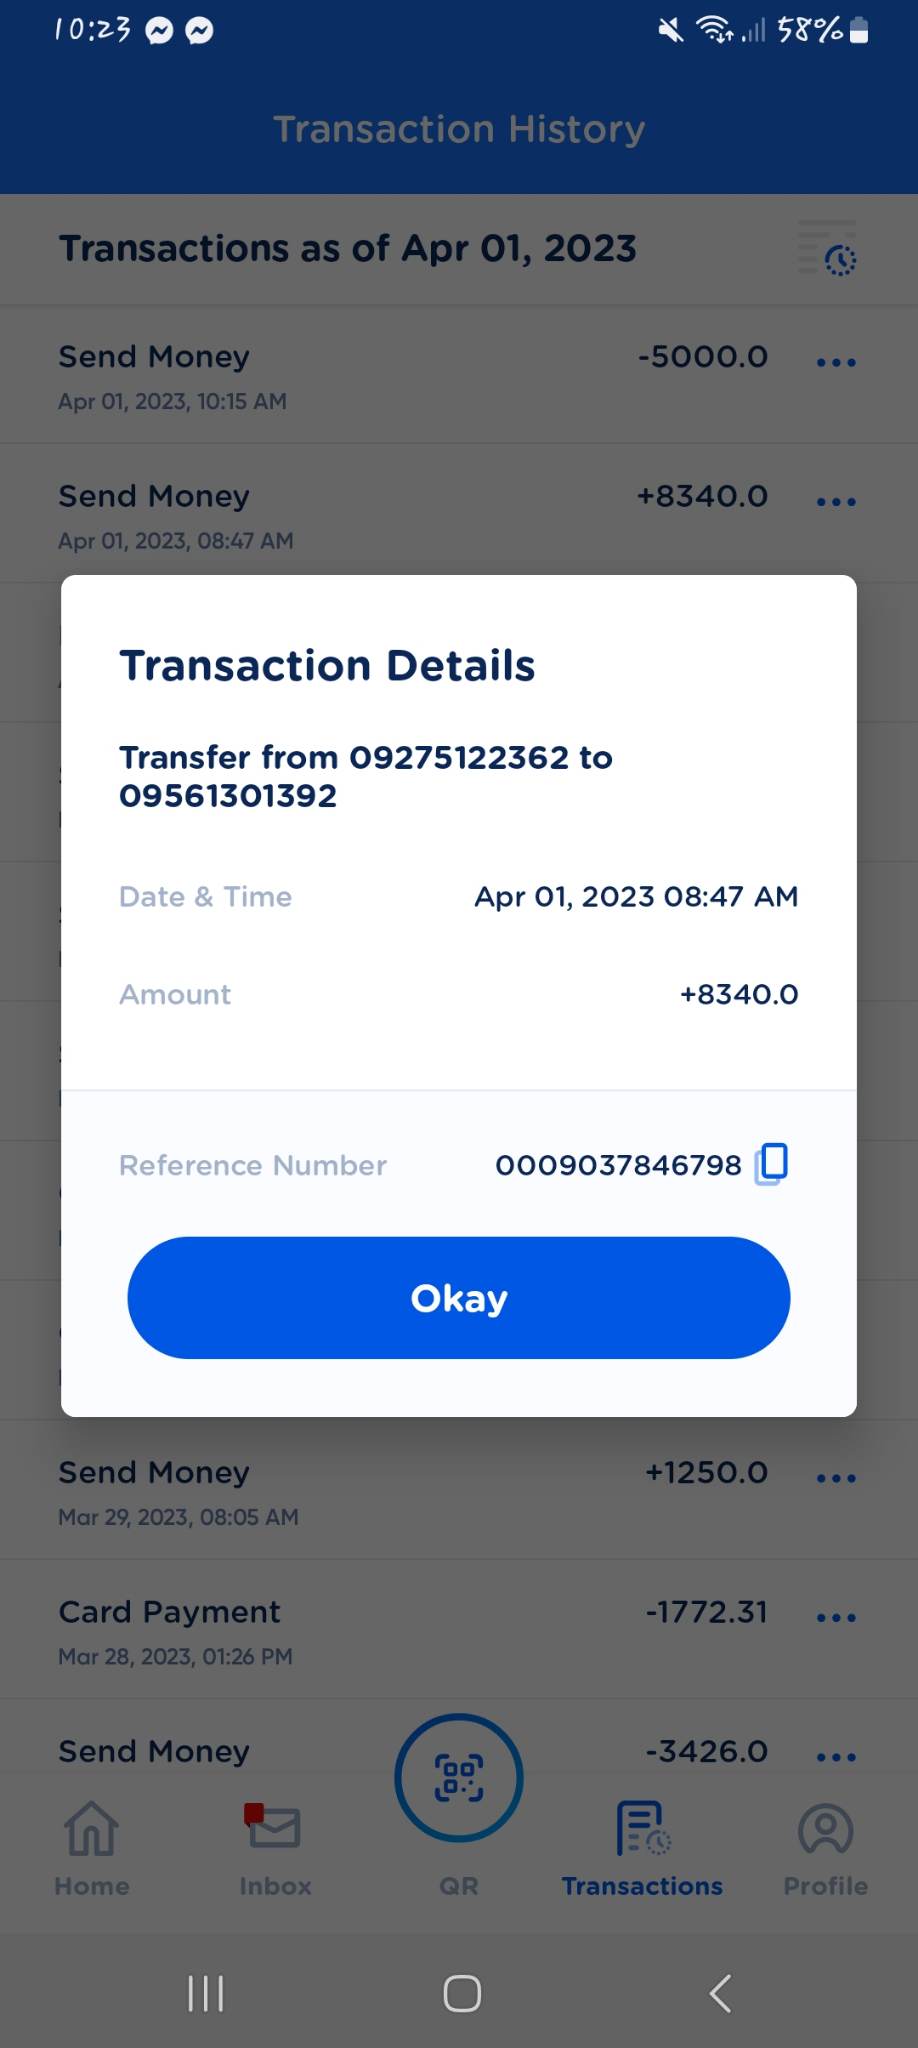 10:23 58%
Transaction History
Transactions as of Apr 01, 2023
Send Money -5000.0
Apr 01, 2023, 10:15 AM
Send Money +8340.0
Apr 01, 2023, 08:47 AM
Transaction Details
Transfer from 09275122362 to
09561301392
Date & Time Apr 01, 2023 08:47 AM
Amount +8340.0
Reference Number 0009037846798
Okay
Send Money +1250.0
Mar 29, 2023, 08:05 AM
Card Payment -1772.31
Mar 28, 2023, 01:26 PM
Send Money -3426.0
Home Inbox QR Transactions Profile